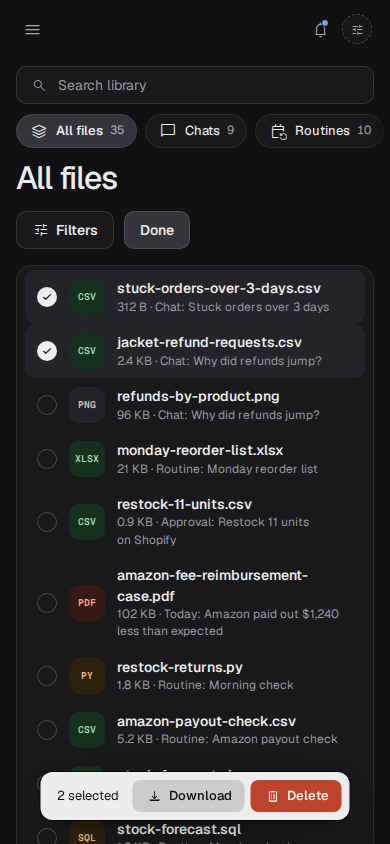 Search library
All files 35 Chats 9 Routines 10
All files
Filters Done
CSV stuck-orders-over-3-days.csv
312 B · Chat: Stuck orders over 3 days
CSV jacket-refund-requests.csv
2.4 KB · Chat: Why did refunds jump?
PNG refunds-by-product.png
96 KB · Chat: Why did refunds jump?
XLSX monday-reorder-list.xlsx
21 KB · Routine: Monday reorder list
CSV restock-11-units.csv
0.9 KB · Approval: Restock 11 units
on Shopify
PDF amazon-fee-reimbursement-
case.pdf
102 KB · Today: Amazon paid out $1,240
less than expected
PY restock-returns.py
1.8 KB · Routine: Morning check
CSV amazon-payout-check.csv
5.2 KB · Routine: Amazon payout check
2 selected Download Delete
SQL stock-forecast.sql